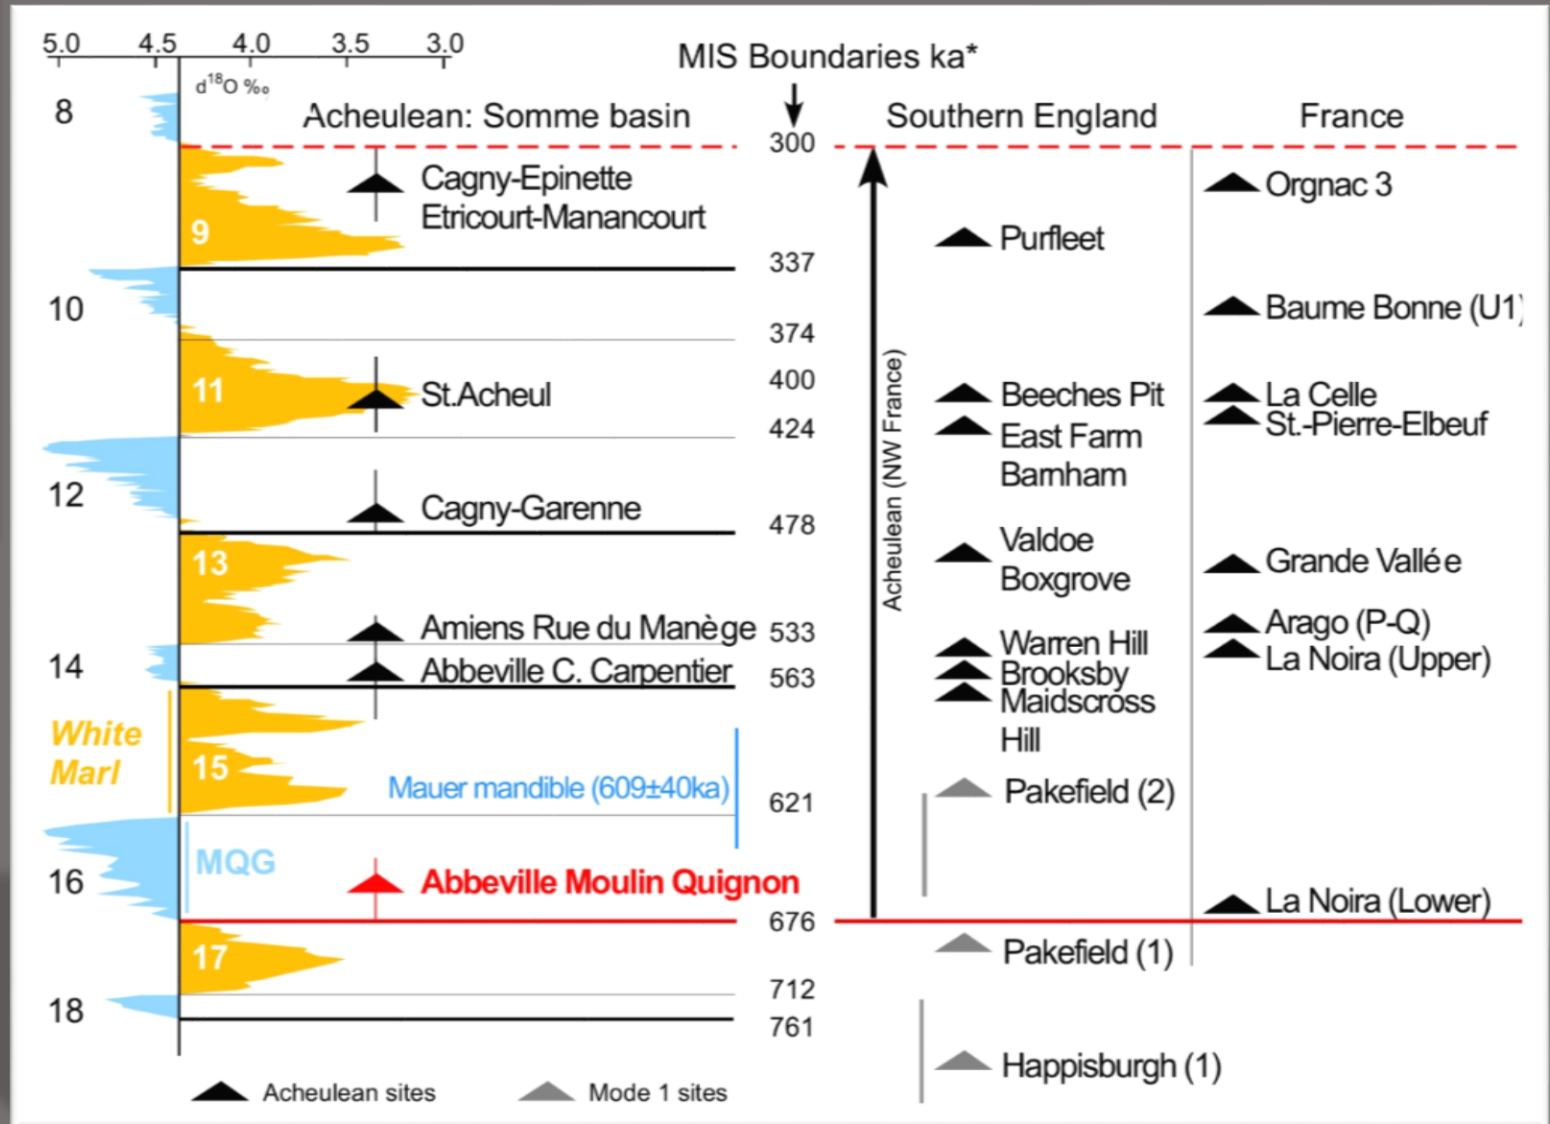 5.0 4.5 4.0 3.5 3.0
d18O ‰
MIS Boundaries ka*
Acheulean: Somme basin
Southern England
France
8
300
Cagny-Epinette
Etricourt-Manancourt
Orgnac 3
9
Purfleet
337
10
Baume Bonne (U1)
374
11
St.Acheul
400
Beeches Pit
La Celle
424
East Farm
Barnham
St.-Pierre-Elbeuf
Acheulean (NW France)
12
Cagny-Garenne
478
13
Valdoe
Boxgrove
Grande Vallée
Amiens Rue du Manège
533
Arago (P-Q)
14
Abbeville C. Carpentier
563
Warren Hill
Brooksby
Maidscross
Hill
La Noira (Upper)
White
Marl
15
Mauer mandible (609±40ka)
621
Pakefield (2)
MQG
16
Abbeville Moulin Quignon
676
La Noira (Lower)
17
Pakefield (1)
712
18
761
Happisburgh (1)
Acheulean sites
Mode 1 sites